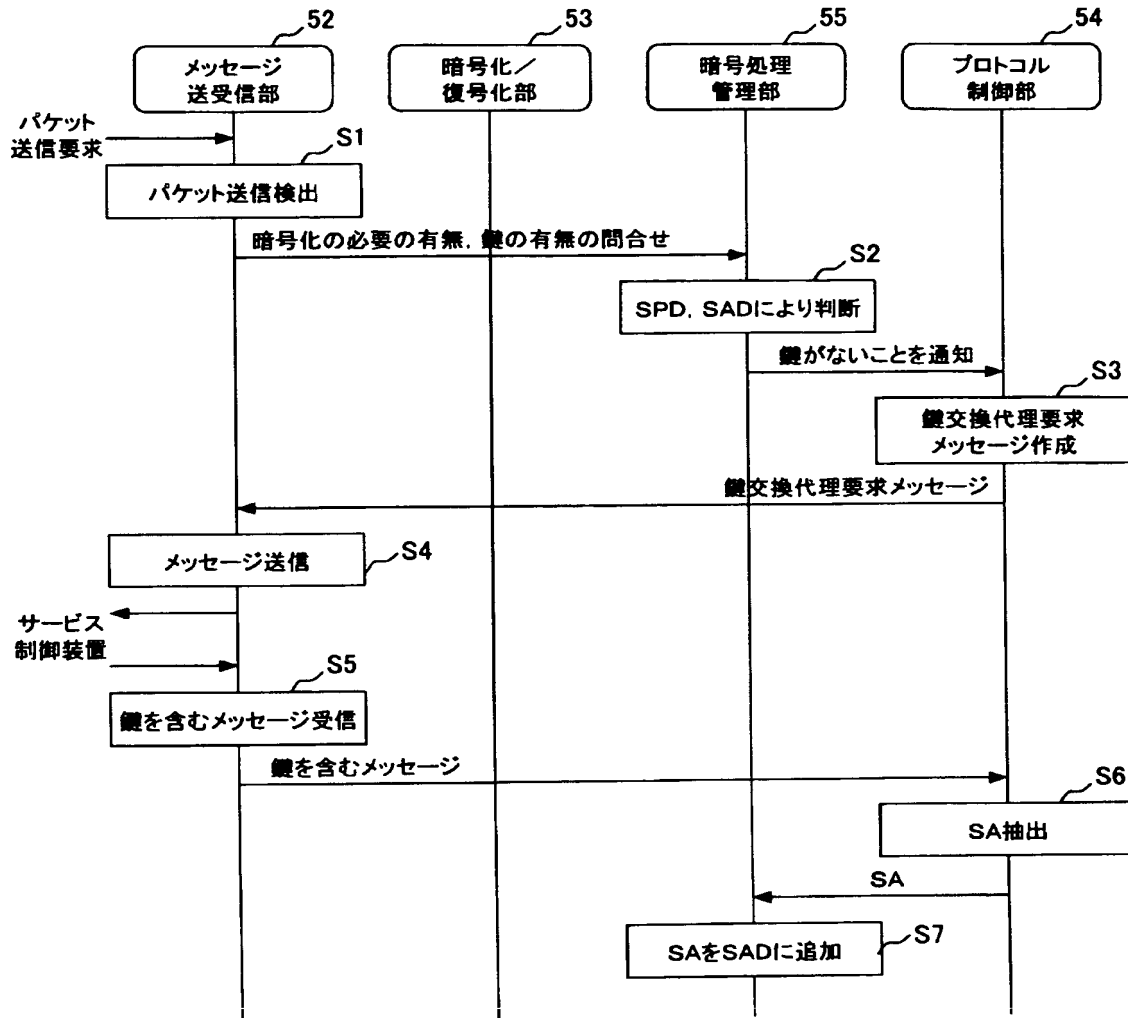 52
53
55
54
メッセージ
送受信部
暗号化／
復号化部
暗号処理
管理部
プロトコル
制御部
パケット
送信要求
S1
パケット送信検出
暗号化の必要の有無，鍵の有無の問合せ
S2
SPD，SADにより判断
鍵がないことを通知
S3
鍵交換代理要求
メッセージ作成
鍵交換代理要求メッセージ
メッセージ送信
S4
サービス
制御装置
S5
鍵を含むメッセージ受信
鍵を含むメッセージ
S6
SA抽出
SA
SAをSADに追加
S7